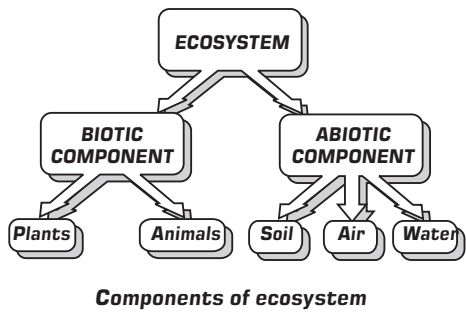 ECOSYSTEM
BIOTIC
COMPONENT
ABIOTIC
COMPONENT
Plants
Animals
Soil
Air
Water
Components of ecosystem